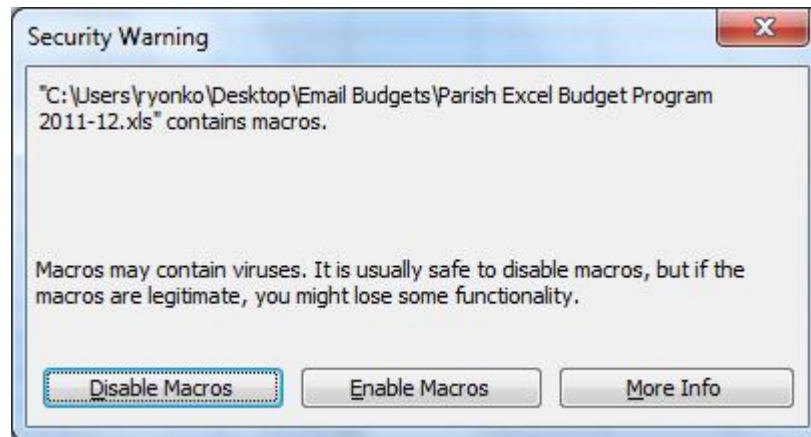 Security Warning
"C:\Users\ryonko\Desktop\Email Budgets\Parish Excel Budget Program
2011-12.xls" contains macros.
Macros may contain viruses. It is usually safe to disable macros, but if the
macros are legitimate, you might lose some functionality.
Disable Macros
Enable Macros
More Info